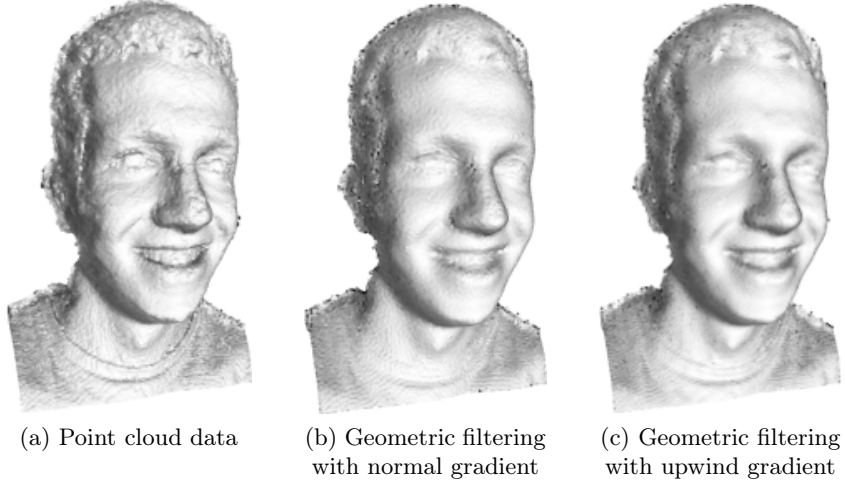 (a) Point cloud data
(b) Geometric filtering
with normal gradient
(c) Geometric filtering
with upwind gradient